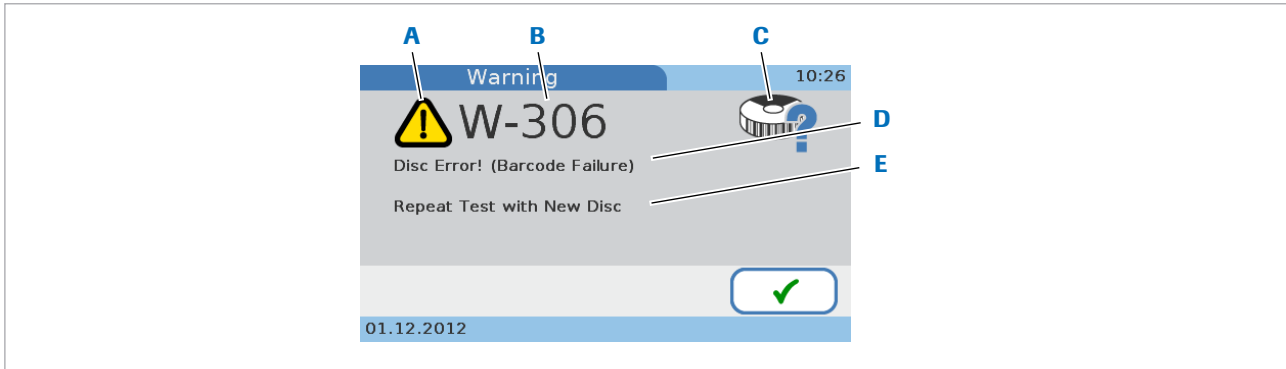 A B C
Warning 10:26
W-306
?
D
Disc Error! (Barcode Failure)
E
Repeat Test with New Disc
01.12.2012